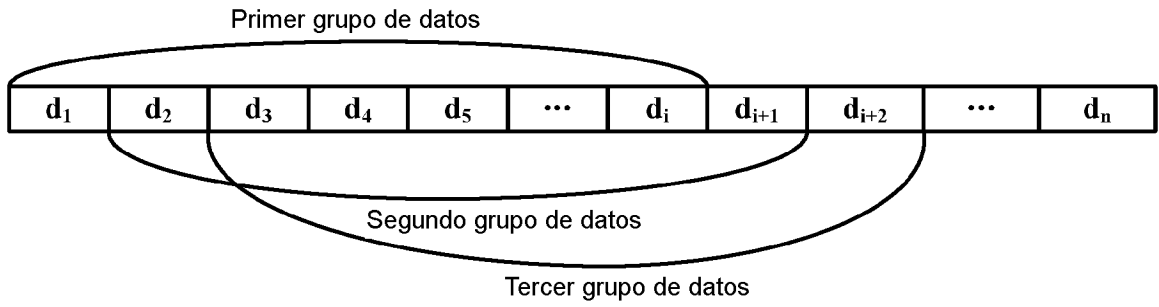 Primer grupo de datos
d₁ d₂ d₃ d₄ d₅ ... dᵢ dᵢ₊₁ dᵢ₊₂ ... dₙ
Segundo grupo de datos
Tercer grupo de datos